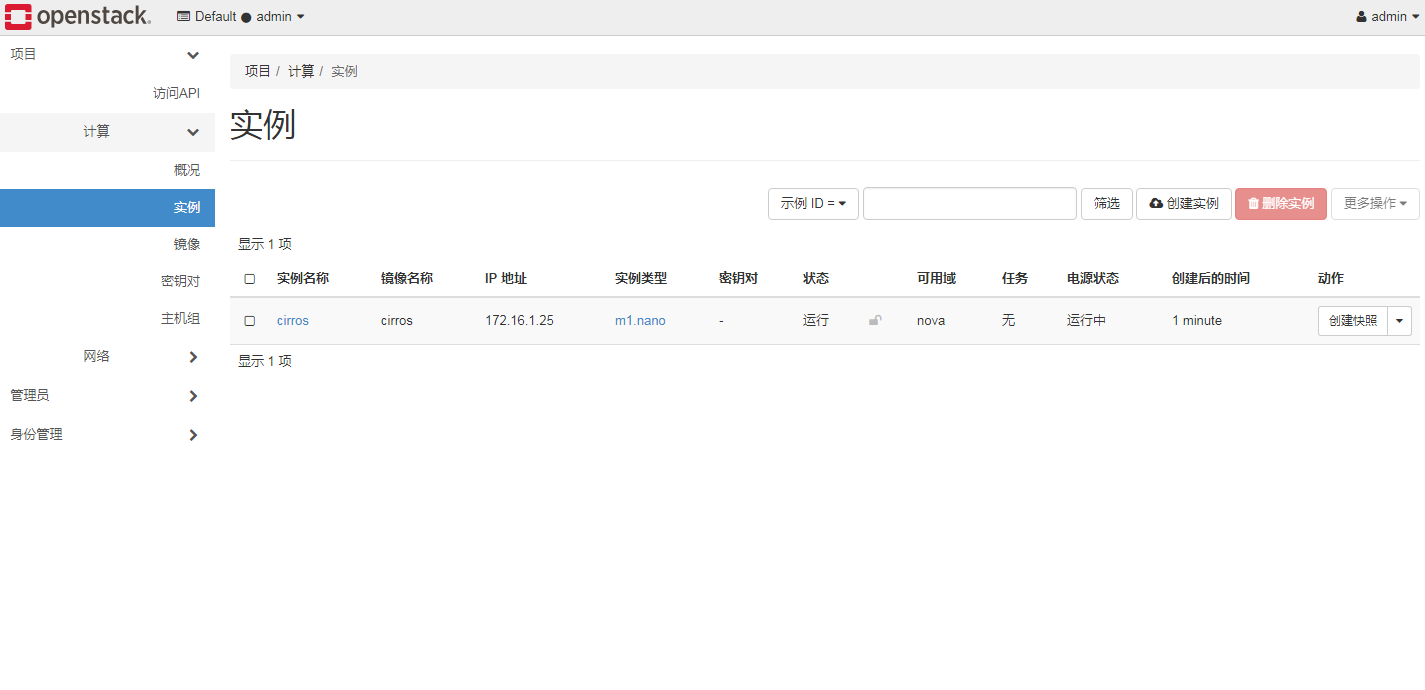 openstack.
Default ● admin
admin
项目
访问API
计算
概况
实例
镜像
密钥对
主机组
网络
管理员
身份管理
项目 / 计算 / 实例
实例
示例 ID =
筛选
创建实例
删除实例
更多操作
显示 1 项
实例名称 镜像名称 IP 地址 实例类型 密钥对 状态 可用域 任务 电源状态 创建后的时间 动作
cirros cirros 172.16.1.25 m1.nano - 运行 nova 无 运行中 1 minute 创建快照
显示 1 项